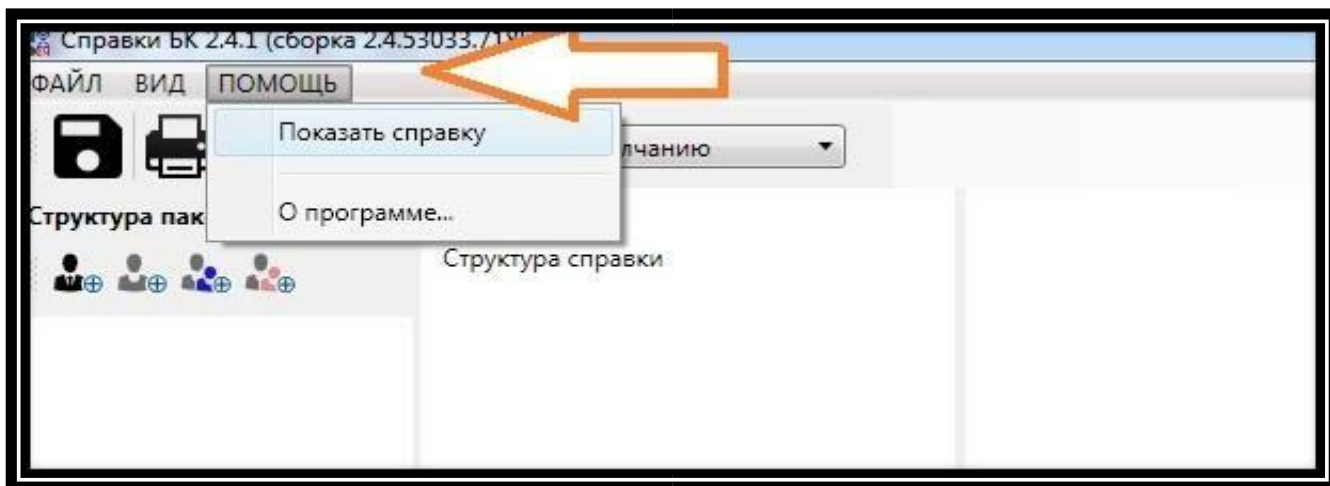 Справки БК 2.4.1 (сборка 2.4.53033.
ФАЙЛ ВИД ПОМОЩЬ
Показать справку
лчанию
О программе...
Структура пак
Структура справки